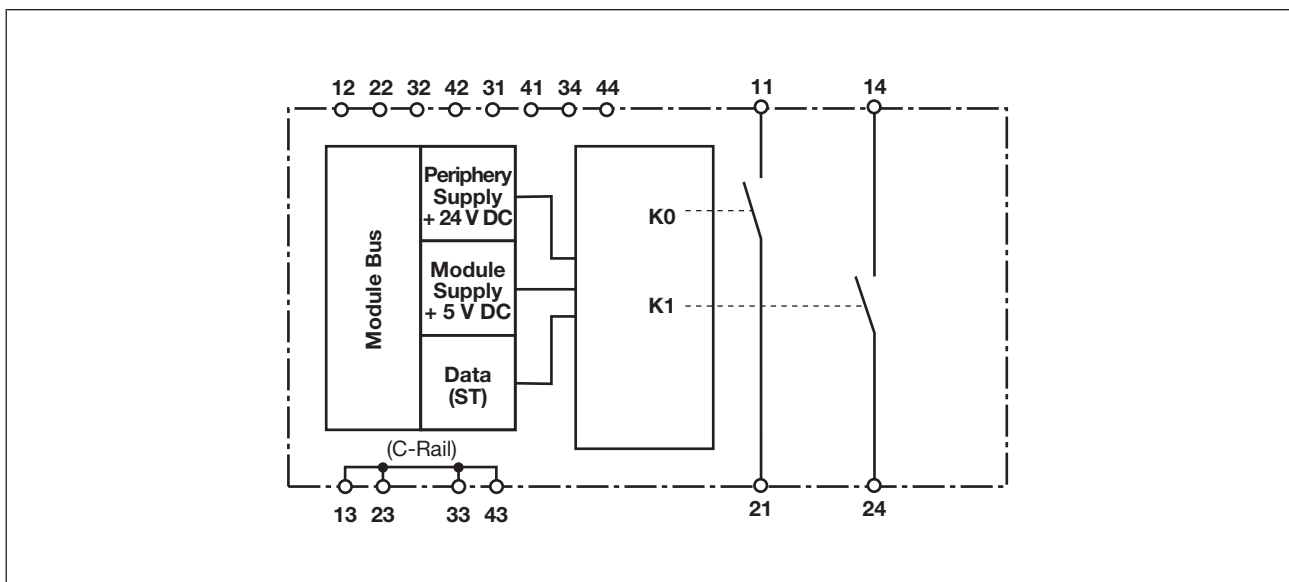 12 22 32 42 31 41 34 44 11 14
Module Bus
Periphery
Supply
+ 24 V DC
Module
Supply
+ 5 V DC
Data
(ST)
K0
K1
(C-Rail)
13 23 33 43 21 24